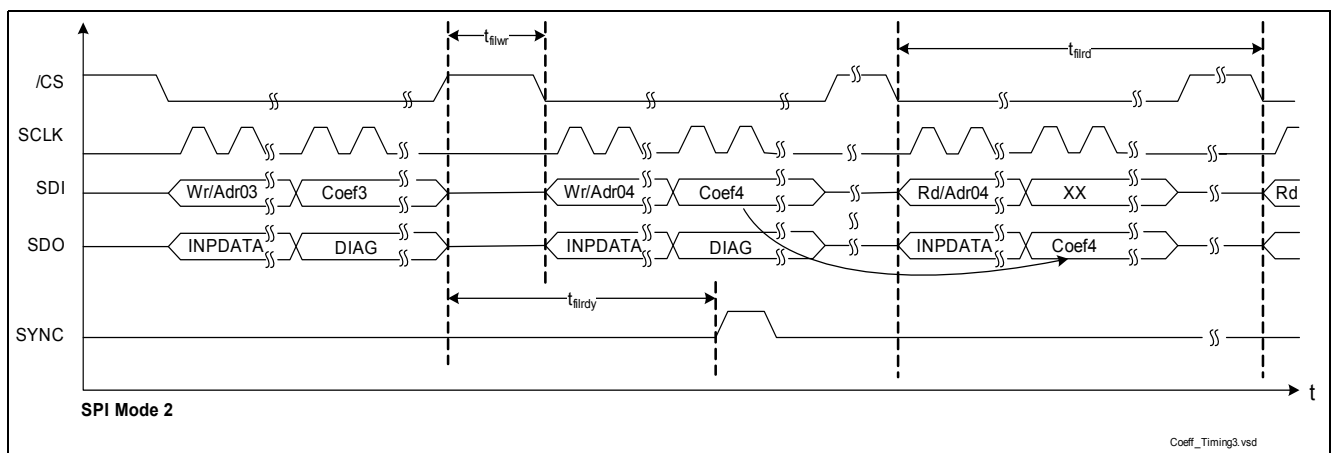 t_filwr
t_filrd
/CS
SCLK
SDI Wr/Adr03 Coef3 Wr/Adr04 Coef4 Rd/Adr04 XX Rd
SDO INPDATA DIAG INPDATA DIAG INPDATA Coef4
t_filrdy
SYNC
t
SPI Mode 2
Coeff_Timing3.vsd